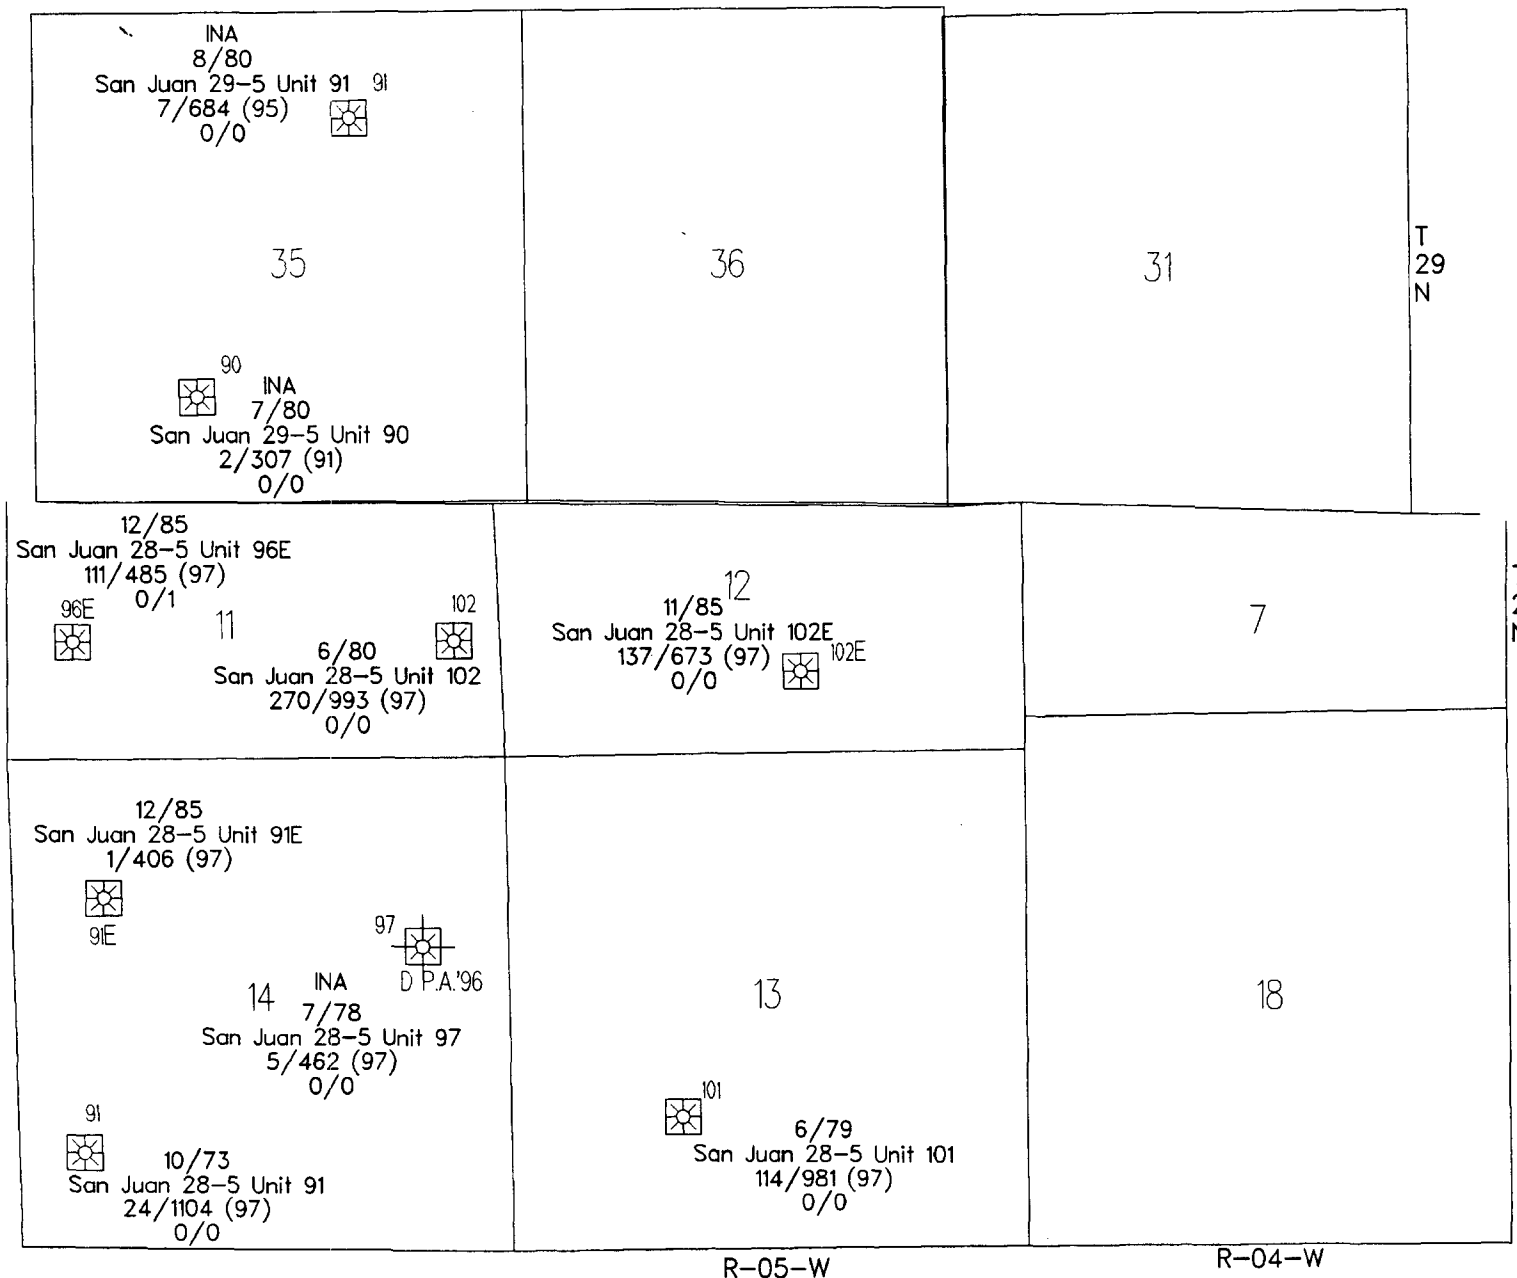 INA
8/80
San Juan 29-5 Unit 91
91
7/684 (95)
0/0
35
36
31
T
29
N
90
INA
7/80
San Juan 29-5 Unit 90
2/307 (91)
0/0
12/85
San Juan 28-5 Unit 96E
111/485 (97)
0/1
96E
11
102
6/80
San Juan 28-5 Unit 102
270/993 (97)
0/0
12
11/85
San Juan 28-5 Unit 102E
137/673 (97)
0/0
102E
7
12/85
San Juan 28-5 Unit 91E
1/406 (97)
91E
97
D P.A.'96
14
INA
7/78
San Juan 28-5 Unit 97
5/462 (97)
0/0
13
18
91
10/73
San Juan 28-5 Unit 91
24/1104 (97)
0/0
101
6/79
San Juan 28-5 Unit 101
114/981 (97)
0/0
R-05-W
R-04-W